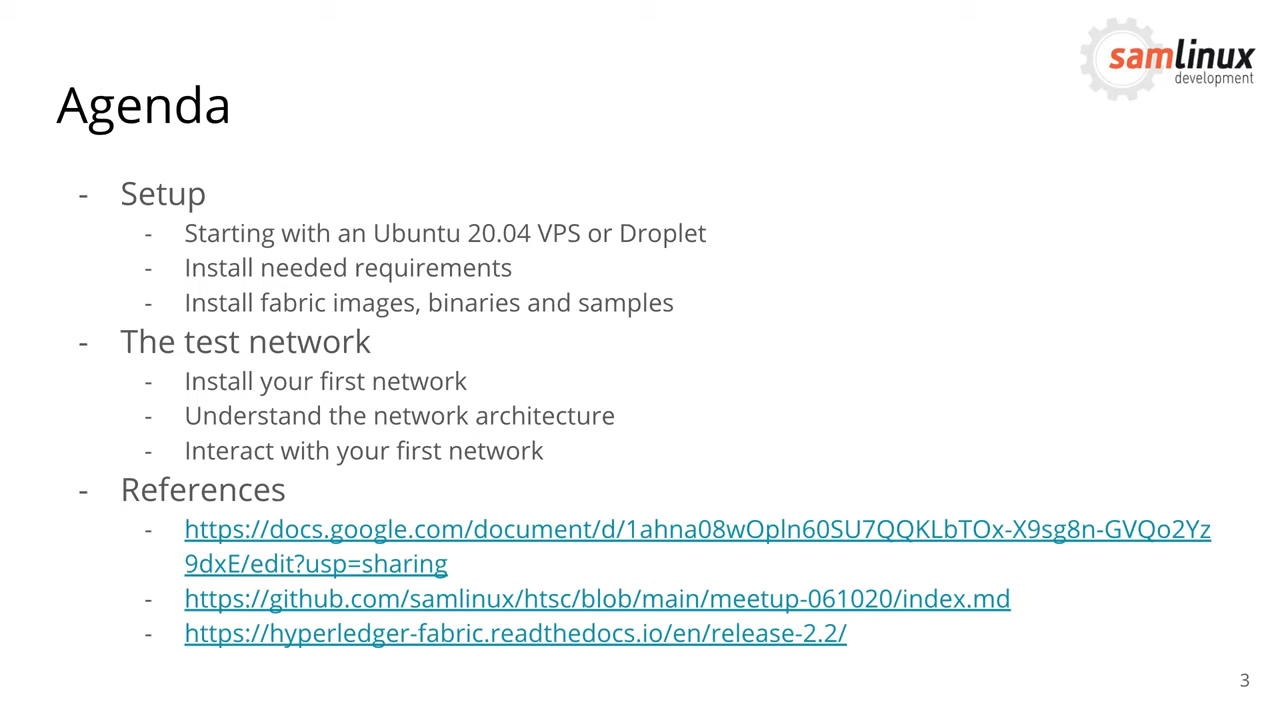 samlinux
development
Agenda
- Setup
- Starting with an Ubuntu 20.04 VPS or Droplet
- Install needed requirements
- Install fabric images, binaries and samples
- The test network
- Install your first network
- Understand the network architecture
- Interact with your first network
- References
- https://docs.google.com/document/d/1ahna08wOpln60SU7QQKLbTOx-X9sg8n-GVQo2Yz
9dxE/edit?usp=sharing
- https://github.com/samlinux/htsc/blob/main/meetup-061020/index.md
- https://hyperledger-fabric.readthedocs.io/en/release-2.2/
3